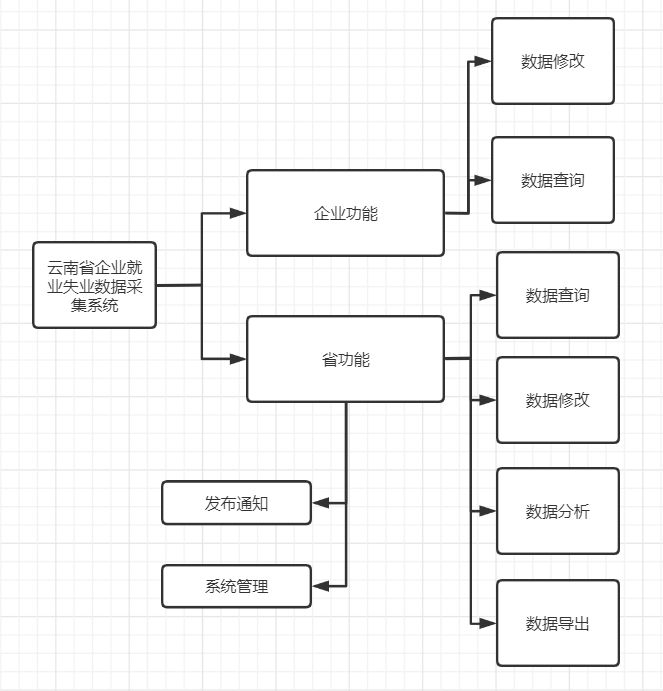 数据修改
数据查询
企业功能
云南省企业就
业失业数据采
集系统
数据查询
省功能
数据修改
发布通知
数据分析
系统管理
数据导出